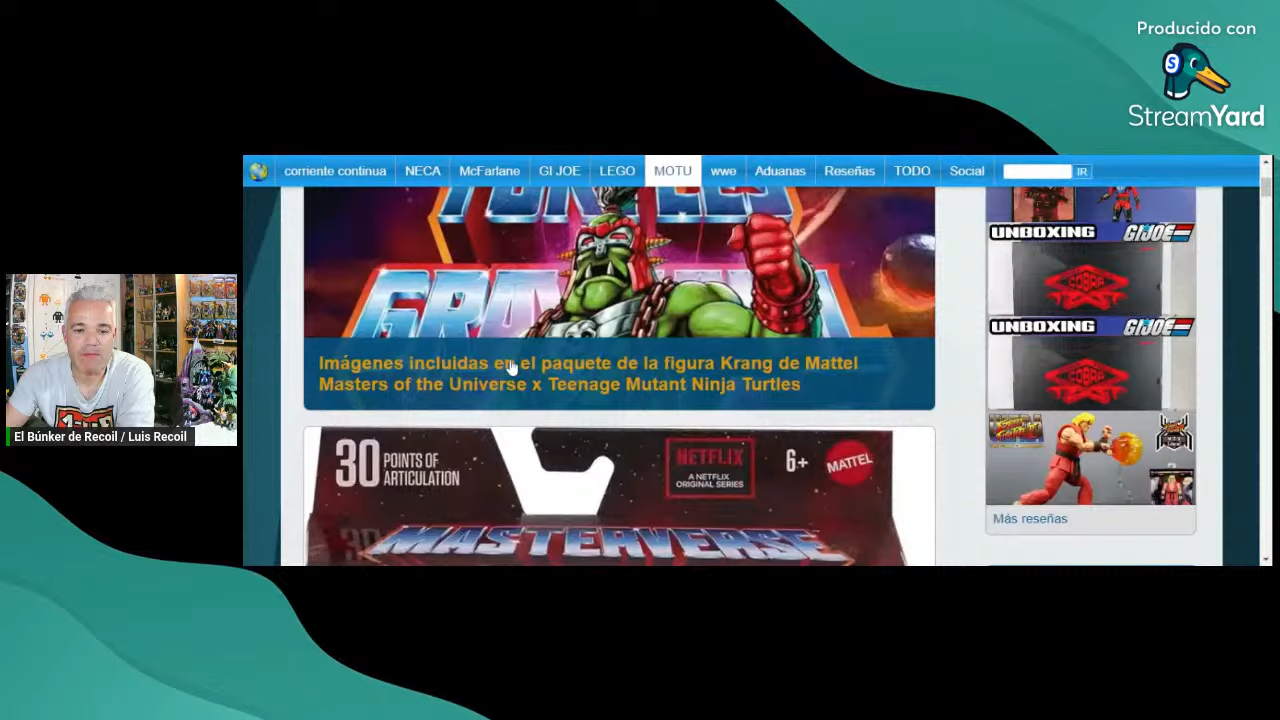 Producido con
StreamYard
corriente continua NECA McFarlane GI JOE LEGO MOTU wwe Aduanas Reseñas TODO Social IR
TURTLES
Imágenes incluidas en el paquete de la figura Krang de Mattel
Masters of the Universe x Teenage Mutant Ninja Turtles
30 POINTS OF
ARTICULATION
NETFLIX
A NETFLIX
ORIGINAL SERIES
6+
MATTEL
MASTERVERSE
UNBOXING GIJOE
COBRA
UNBOXING GIJOE
COBRA
Más reseñas
El Búnker de Recoil / Luis Recoil